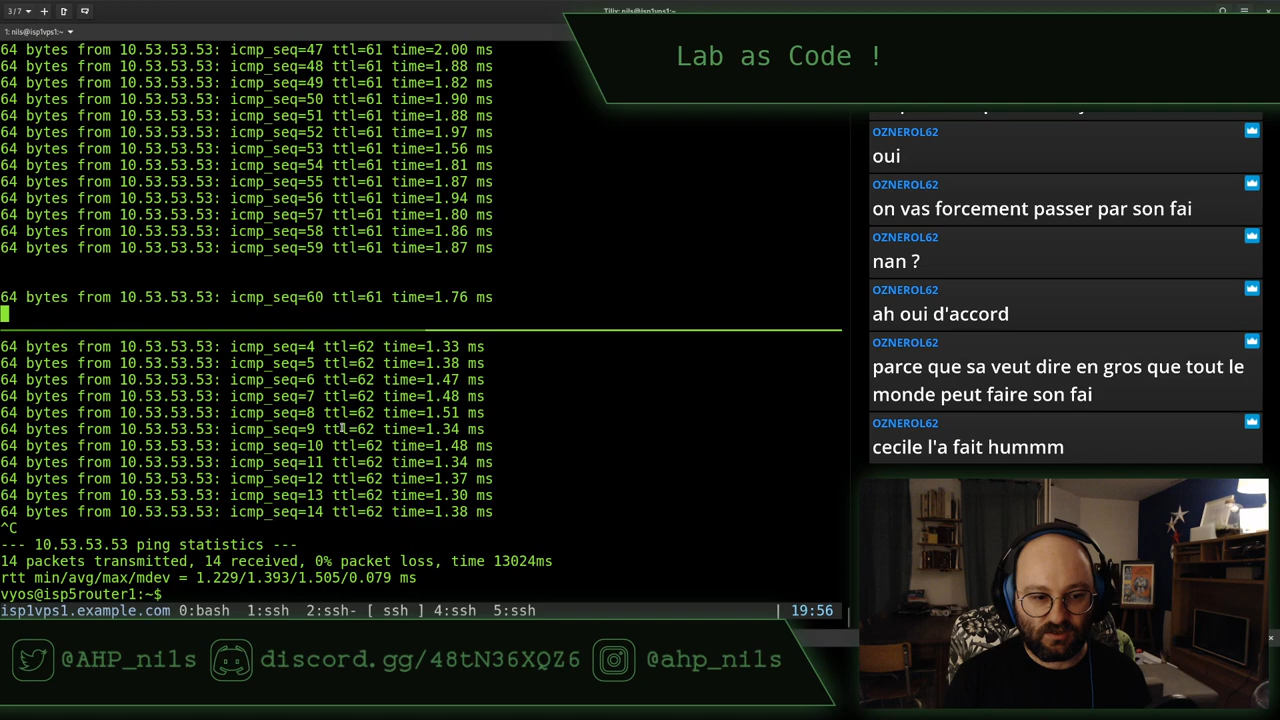 3/7
Tilix: nils@isp1vps1:~
1: nils@isp1vps1:~
64 bytes from 10.53.53.53: icmp_seq=47 ttl=61 time=2.00 ms
64 bytes from 10.53.53.53: icmp_seq=48 ttl=61 time=1.88 ms
64 bytes from 10.53.53.53: icmp_seq=49 ttl=61 time=1.82 ms
64 bytes from 10.53.53.53: icmp_seq=50 ttl=61 time=1.90 ms
64 bytes from 10.53.53.53: icmp_seq=51 ttl=61 time=1.88 ms
64 bytes from 10.53.53.53: icmp_seq=52 ttl=61 time=1.97 ms
64 bytes from 10.53.53.53: icmp_seq=53 ttl=61 time=1.56 ms
64 bytes from 10.53.53.53: icmp_seq=54 ttl=61 time=1.81 ms
64 bytes from 10.53.53.53: icmp_seq=55 ttl=61 time=1.87 ms
64 bytes from 10.53.53.53: icmp_seq=56 ttl=61 time=1.94 ms
64 bytes from 10.53.53.53: icmp_seq=57 ttl=61 time=1.80 ms
64 bytes from 10.53.53.53: icmp_seq=58 ttl=61 time=1.86 ms
64 bytes from 10.53.53.53: icmp_seq=59 ttl=61 time=1.87 ms
64 bytes from 10.53.53.53: icmp_seq=60 ttl=61 time=1.76 ms
64 bytes from 10.53.53.53: icmp_seq=4 ttl=62 time=1.33 ms
64 bytes from 10.53.53.53: icmp_seq=5 ttl=62 time=1.38 ms
64 bytes from 10.53.53.53: icmp_seq=6 ttl=62 time=1.47 ms
64 bytes from 10.53.53.53: icmp_seq=7 ttl=62 time=1.48 ms
64 bytes from 10.53.53.53: icmp_seq=8 ttl=62 time=1.51 ms
64 bytes from 10.53.53.53: icmp_seq=9 ttl=62 time=1.34 ms
64 bytes from 10.53.53.53: icmp_seq=10 ttl=62 time=1.48 ms
64 bytes from 10.53.53.53: icmp_seq=11 ttl=62 time=1.34 ms
64 bytes from 10.53.53.53: icmp_seq=12 ttl=62 time=1.37 ms
64 bytes from 10.53.53.53: icmp_seq=13 ttl=62 time=1.30 ms
64 bytes from 10.53.53.53: icmp_seq=14 ttl=62 time=1.38 ms
^C
--- 10.53.53.53 ping statistics ---
14 packets transmitted, 14 received, 0% packet loss, time 13024ms
rtt min/avg/max/mdev = 1.229/1.393/1.505/0.079 ms
vyos@isp5router1:~$
isp1vps1.example.com 0:bash 1:ssh 2:ssh- [ ssh ] 4:ssh 5:ssh | 19:56
Lab as Code !
OZNEROL62
oui
OZNEROL62
on vas forcement passer par son fai
OZNEROL62
nan ?
OZNEROL62
ah oui d'accord
OZNEROL62
parce que sa veut dire en gros que tout le
monde peut faire son fai
OZNEROL62
cecile l'a fait hummm
@AHP_nils discord.gg/48tN36XQZ6 @ahp_nils